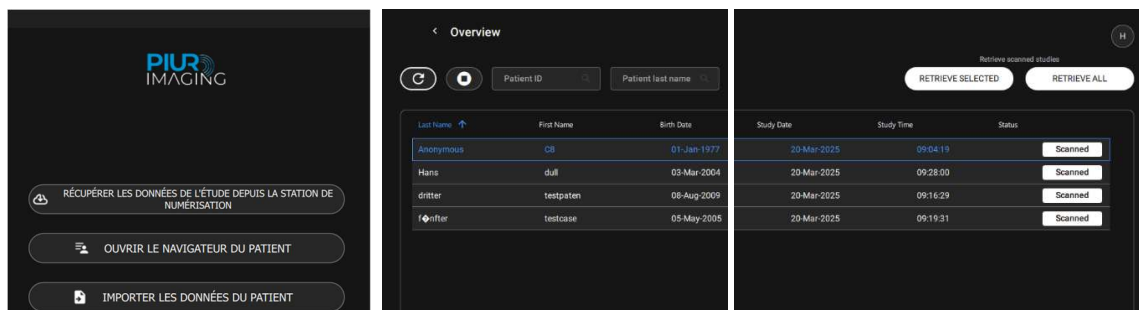 PIUR
IMAGING
RÉCUPÉRER LES DONNÉES DE L'ÉTUDE DEPUIS LA STATION DE
NUMÉRISATION
OUVRIR LE NAVIGATEUR DU PATIENT
IMPORTER LES DONNÉES DU PATIENT
Overview
H
Retrieve scanned studies
Patient ID Patient last name RETRIEVE SELECTED RETRIEVE ALL
Last Name First Name Birth Date Study Date Study Time Status
Anonymous C8 01-Jan-1977 20-Mar-2025 09:04:19 Scanned
Hans dull 03-Mar-2004 20-Mar-2025 09:28:00 Scanned
dritter testpaten 08-Aug-2009 20-Mar-2025 09:16:29 Scanned
f�nfter testcase 05-May-2005 20-Mar-2025 09:19:31 Scanned